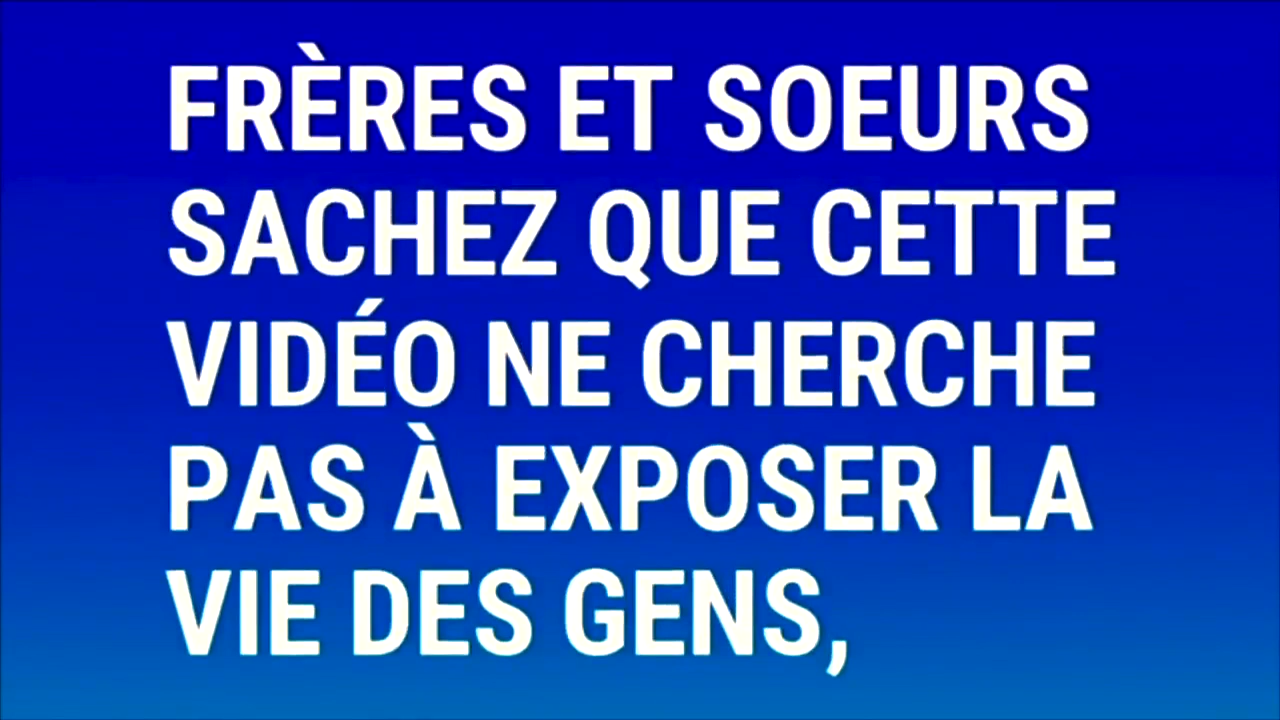 FRÈRES ET SOEURS
SACHEZ QUE CETTE
VIDÉO NE CHERCHE
PAS À EXPOSER LA
VIE DES GENS,